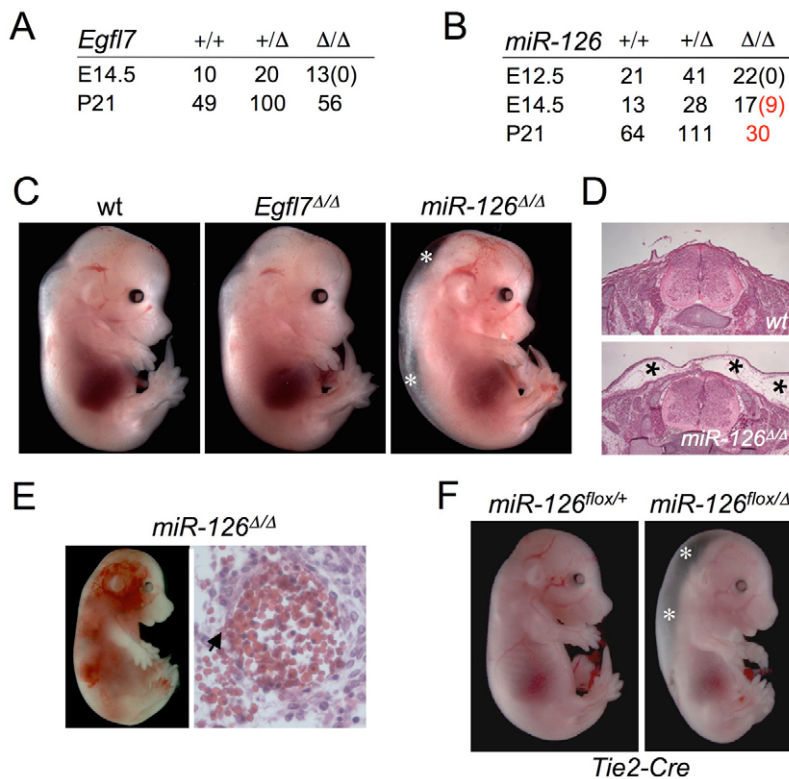 A
Egfl7 +/+ +/Δ Δ/Δ
E14.5 10 20 13(0)
P21 49 100 56
B
miR-126 +/+ +/Δ Δ/Δ
E12.5 21 41 22(0)
E14.5 13 28 17(9)
P21 64 111 30
C
wt Egfl7Δ/Δ miR-126Δ/Δ
* *
D
wt
* * *
miR-126Δ/Δ
E
miR-126Δ/Δ
F
miR-126flox/+ miR-126flox/Δ
* *
Tie2-Cre